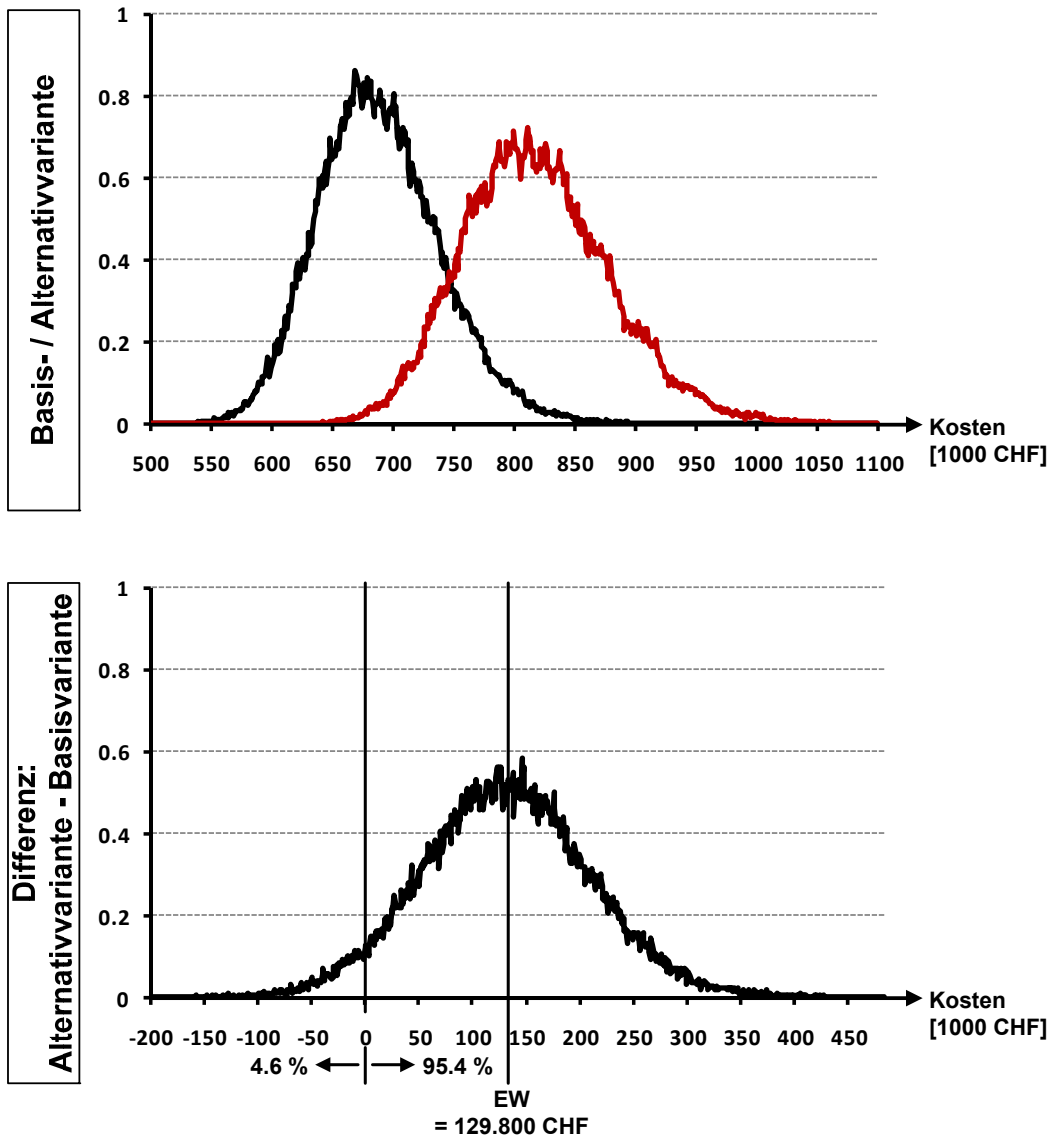 Basis- / Alternativvariante
1
0.8
0.6
0.4
0.2
0
500 550 600 650 700 750 800 850 900 950 1000 1050 1100
Kosten
[1000 CHF]
Differenz:
Alternativvariante - Basisvariante
1
0.8
0.6
0.4
0.2
0
-200 -150 -100 -50 0 50 100 150 200 250 300 350 400 450
Kosten
[1000 CHF]
4.6 % 95.4 %
EW
= 129.800 CHF